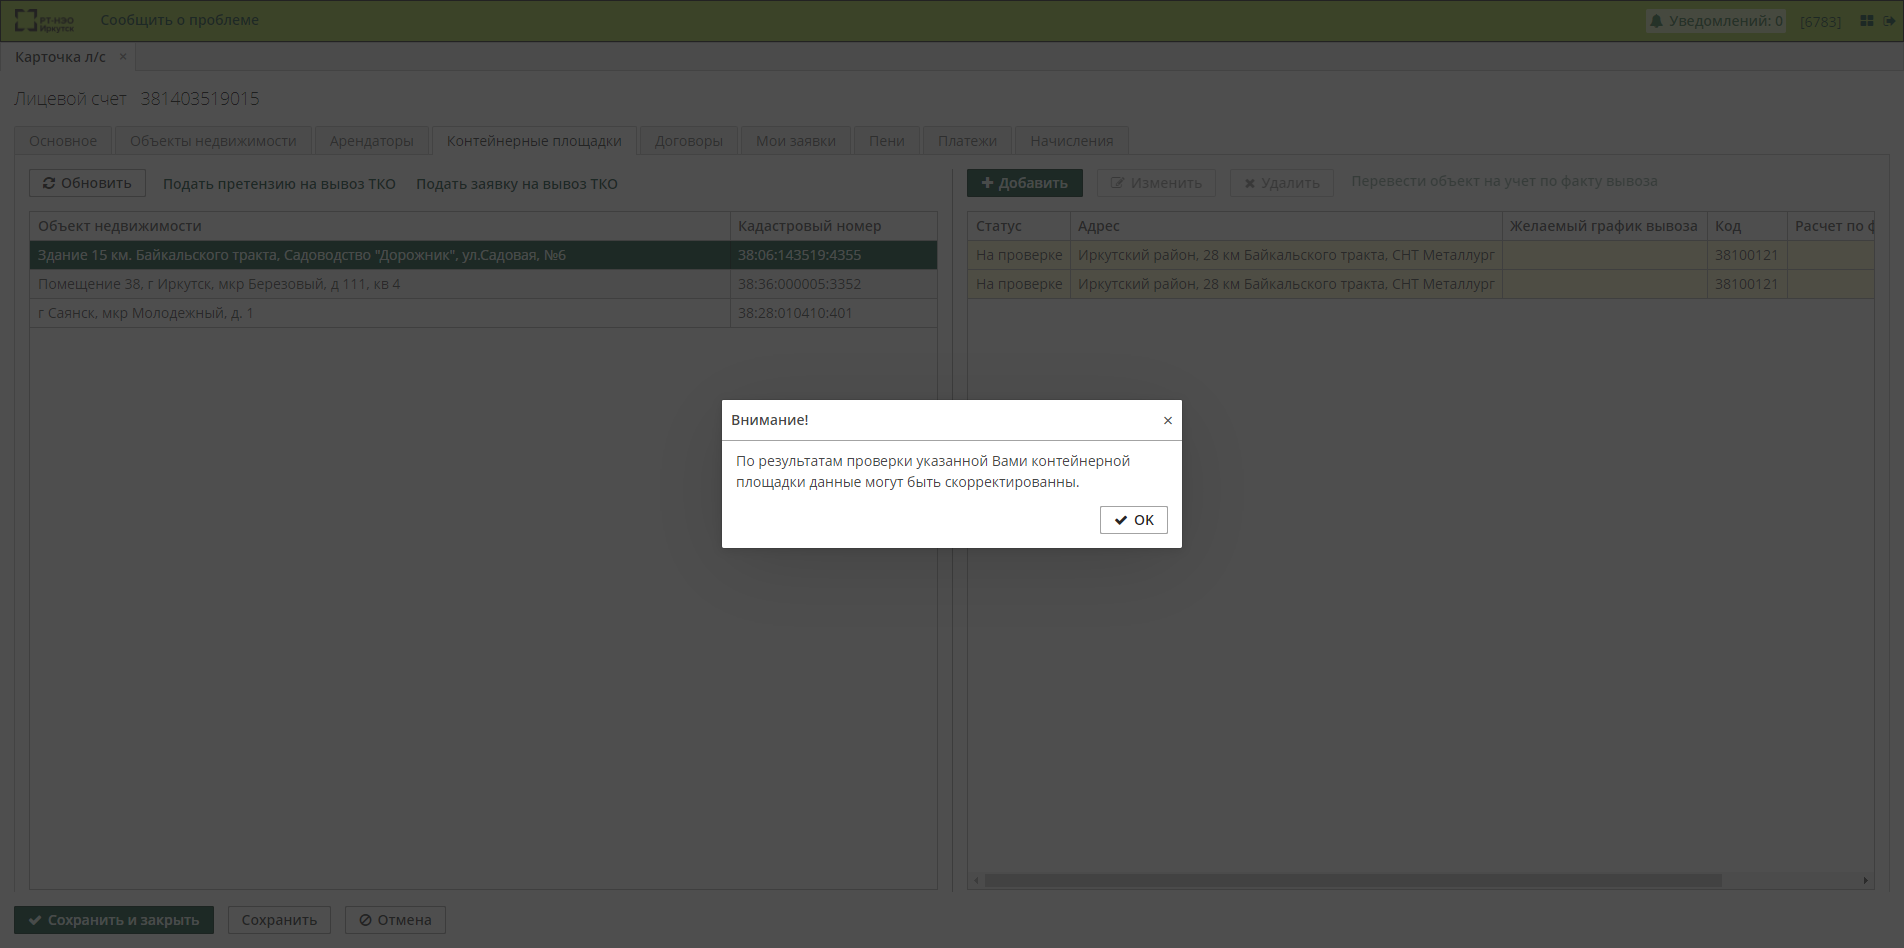 РТ-НЭО
Иркутск
Сообщить о проблеме
Уведомлений: 0
[6783]
Карточка л/с ×
Лицевой счет 381403519015
Основное
Объекты недвижимости
Арендаторы
Контейнерные площадки
Договоры
Мои заявки
Пени
Платежи
Начисления
Обновить
Подать претензию на вывоз ТКО
Подать заявку на вывоз ТКО
Добавить
Изменить
Удалить
Перевести объект на учет по факту вывоза
Объект недвижимости Кадастровый номер
Здание 15 км. Байкальского тракта, Садоводство "Дорожник", ул.Садовая, №6 38:06:143519:4355
Помещение 38, г Иркутск, мкр Березовый, д 111, кв 4 38:36:000005:3352
г Саянск, мкр Молодежный, д. 1 38:28:010410:401
Статус Адрес Желаемый график вывоза Код Расчет по ф
На проверке Иркутский район, 28 км Байкальского тракта, СНТ Металлург 38100121
На проверке Иркутский район, 28 км Байкальского тракта, СНТ Металлург 38100121
Внимание! ×
По результатам проверки указанной Вами контейнерной
площадки данные могут быть скорректированны.
OK
Сохранить и закрыть
Сохранить
Отмена